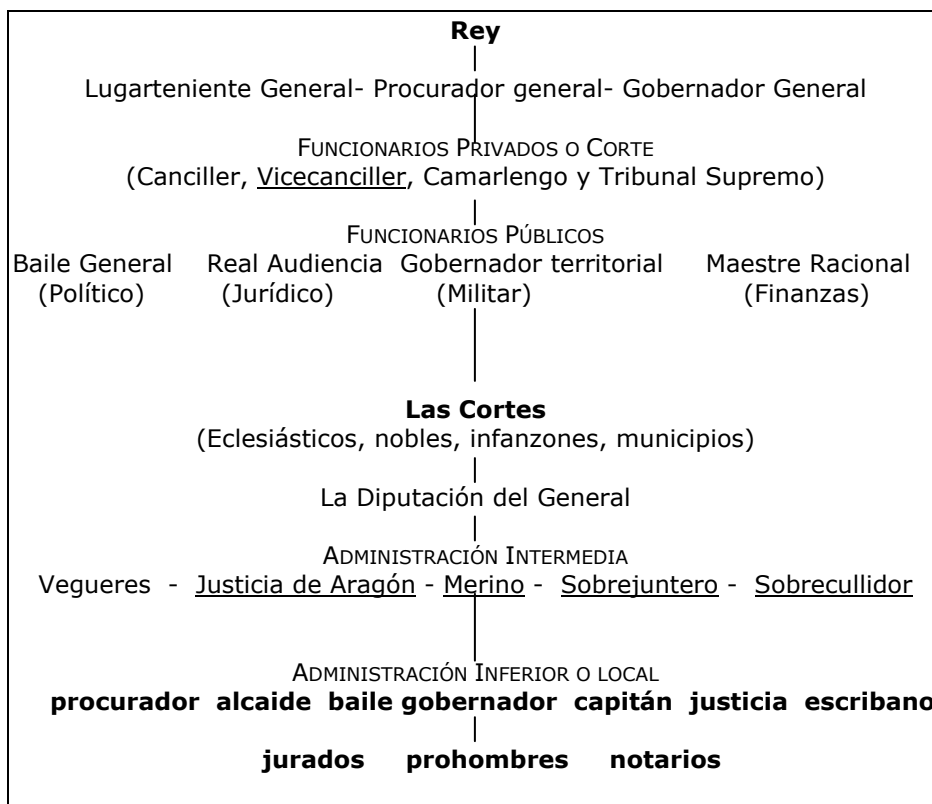 Rey
Lugarteniente General- Procurador general- Gobernador General
FUNCIONARIOS PRIVADOS O CORTE
(Canciller, Vicecanciller, Camarlengo y Tribunal Supremo)
FUNCIONARIOS PÚBLICOS
Baile General Real Audiencia Gobernador territorial Maestre Racional
(Político) (Jurídico) (Militar) (Finanzas)
Las Cortes
(Eclesiásticos, nobles, infanzones, municipios)
La Diputación del General
ADMINISTRACIÓN INTERMEDIA
Vegueres - Justicia de Aragón - Merino - Sobrejuntero - Sobrecullidor
ADMINISTRACIÓN INFERIOR O LOCAL
procurador alcaide baile gobernador capitán justicia escribano
jurados prohombres notarios